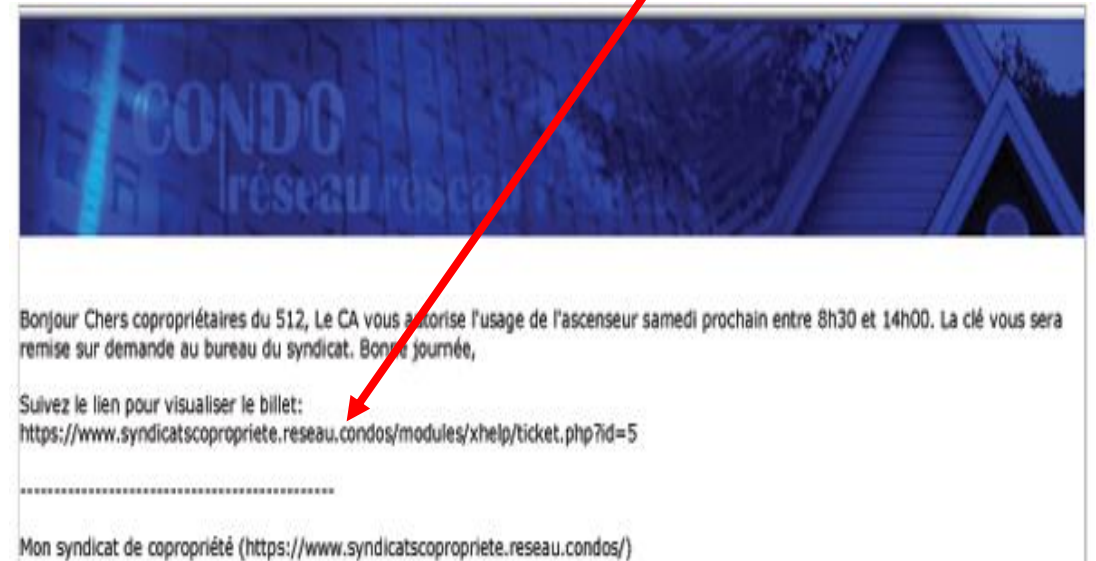 CONDO
réseau réseau réseau
Bonjour Chers copropriétaires du 512, Le CA vous autorise l'usage de l'ascenseur samedi prochain entre 8h30 et 14h00. La clé vous sera
remise sur demande au bureau du syndicat. Bonne journée,
Suivez le lien pour visualiser le billet:
https://www.syndicatscopropriete.reseau.condos/modules/xhelp/ticket.php?id=5
----------------------------------------------
Mon syndicat de copropriété (https://www.syndicatscopropriete.reseau.condos/)